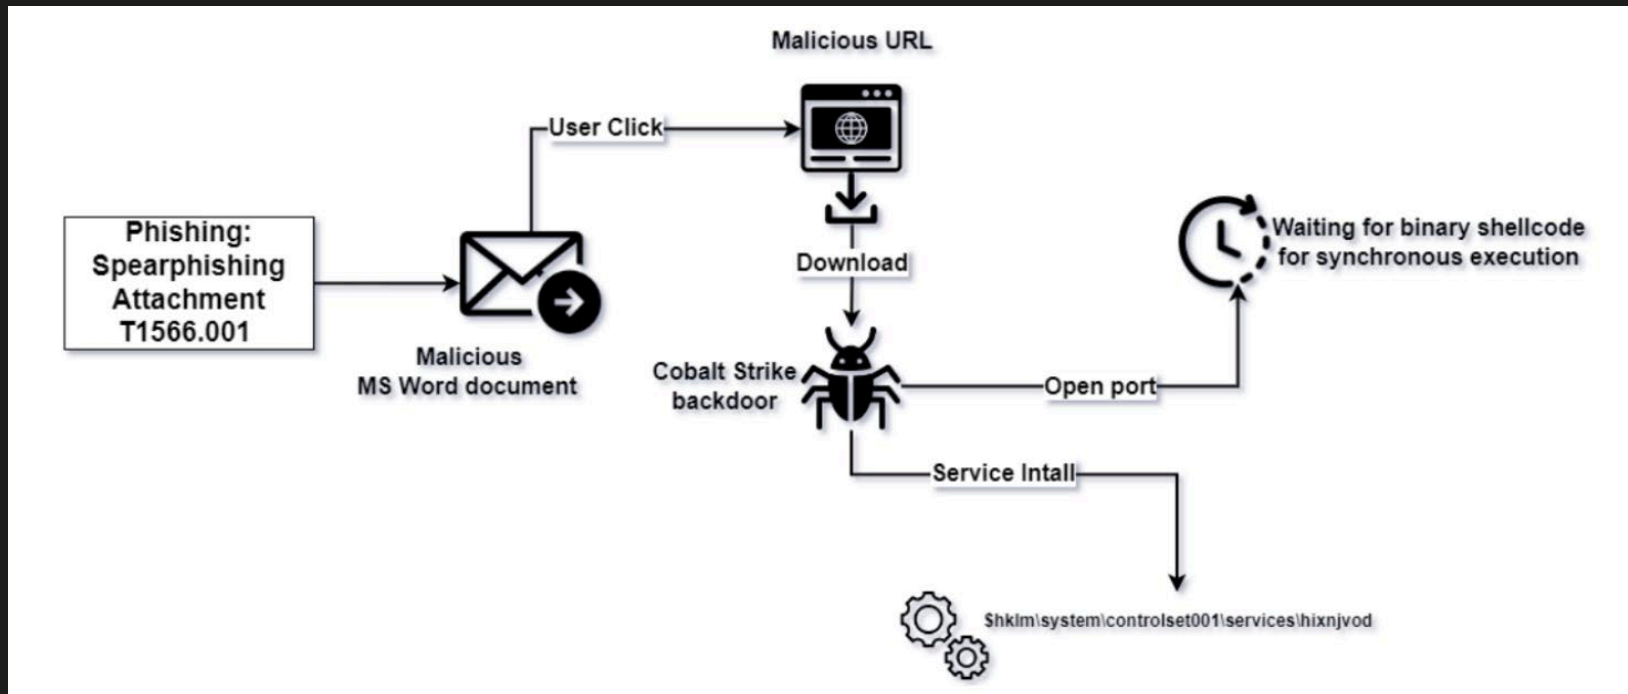 Malicious URL
User Click
Phishing:
Spearphishing
Attachment
T1566.001
Malicious
MS Word document
Download
Cobalt Strike
backdoor
Open port
Waiting for binary shellcode
for synchronous execution
Service Intall
$hklm\system\controlset001\services\hixnjvod